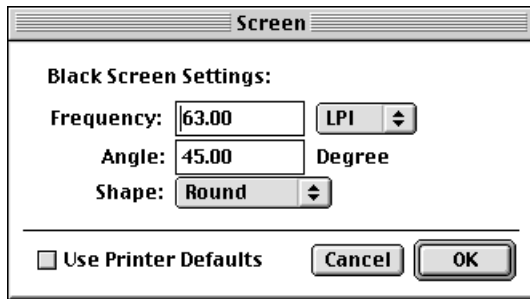 Screen
Black Screen Settings:
Frequency: 63.00 LPI
Angle: 45.00 Degree
Shape: Round
Use Printer Defaults Cancel OK